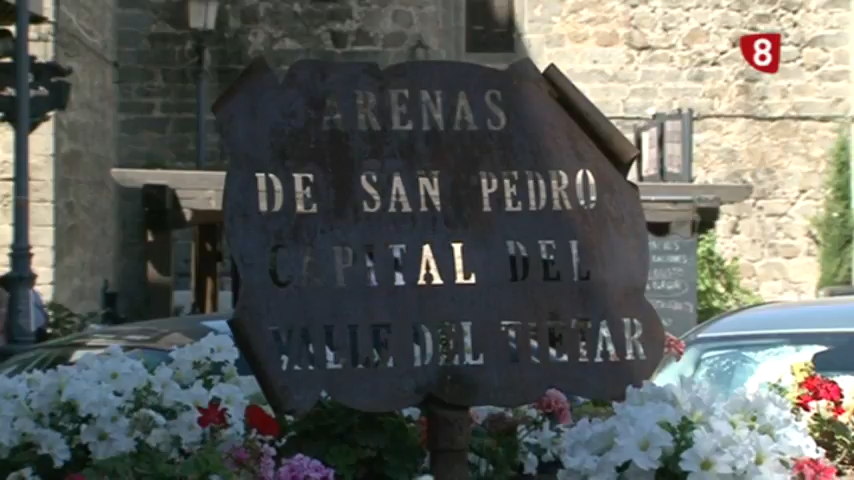 8
ARENAS
DE SAN PEDRO
CAPITAL DEL
VALLE DEL TIÉTAR